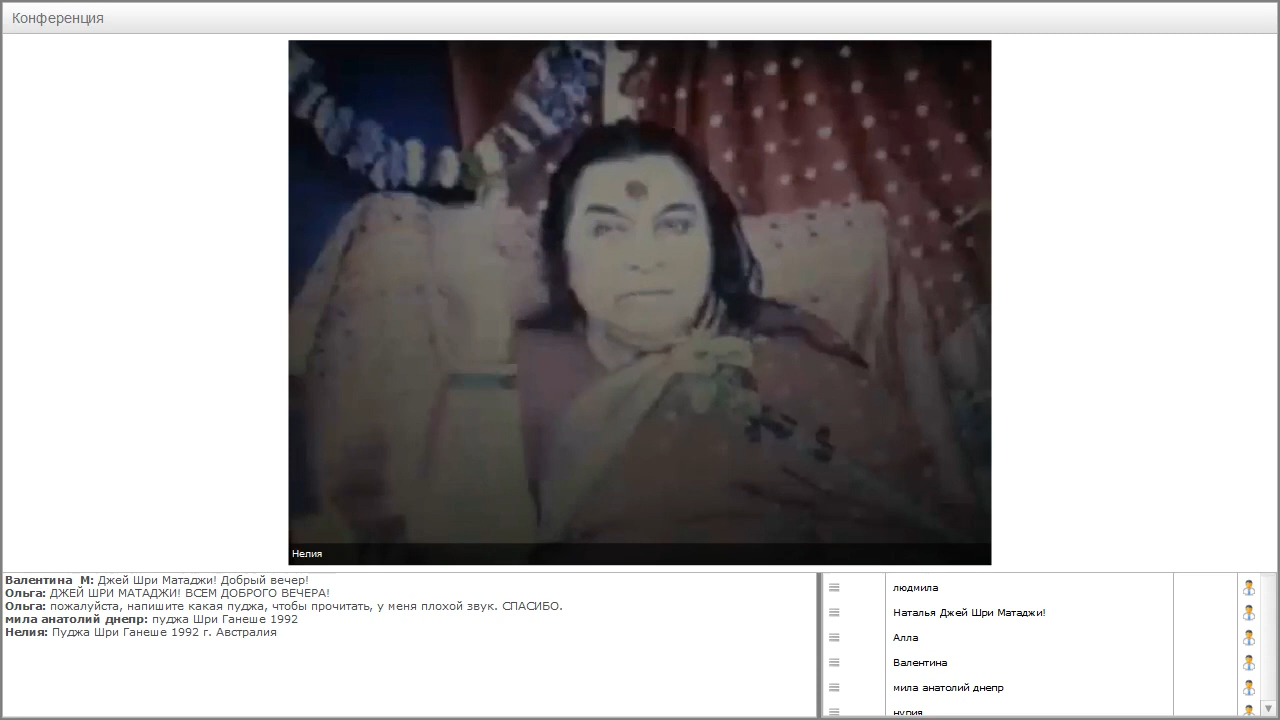 Конференция
Нелия
Валентина М: Джей Шри Матаджи! Добрый вечер!
Ольга: ДЖЕЙ ШРИ МАТАДЖИ! ВСЕМ ДОБРОГО ВЕЧЕРА!
Ольга: пожалуйста, напишите какая пуджа, чтобы прочитать, у меня плохой звук. СПАСИБО.
мила анатолий днепр: пуджа Шри Ганеше 1992
Нелия: Пуджа Шри Ганеше 1992 г. Австралия
людмила
Наталья Джей Шри Матаджи!
Алла
Валентина
мила анатолий днепр
нурия